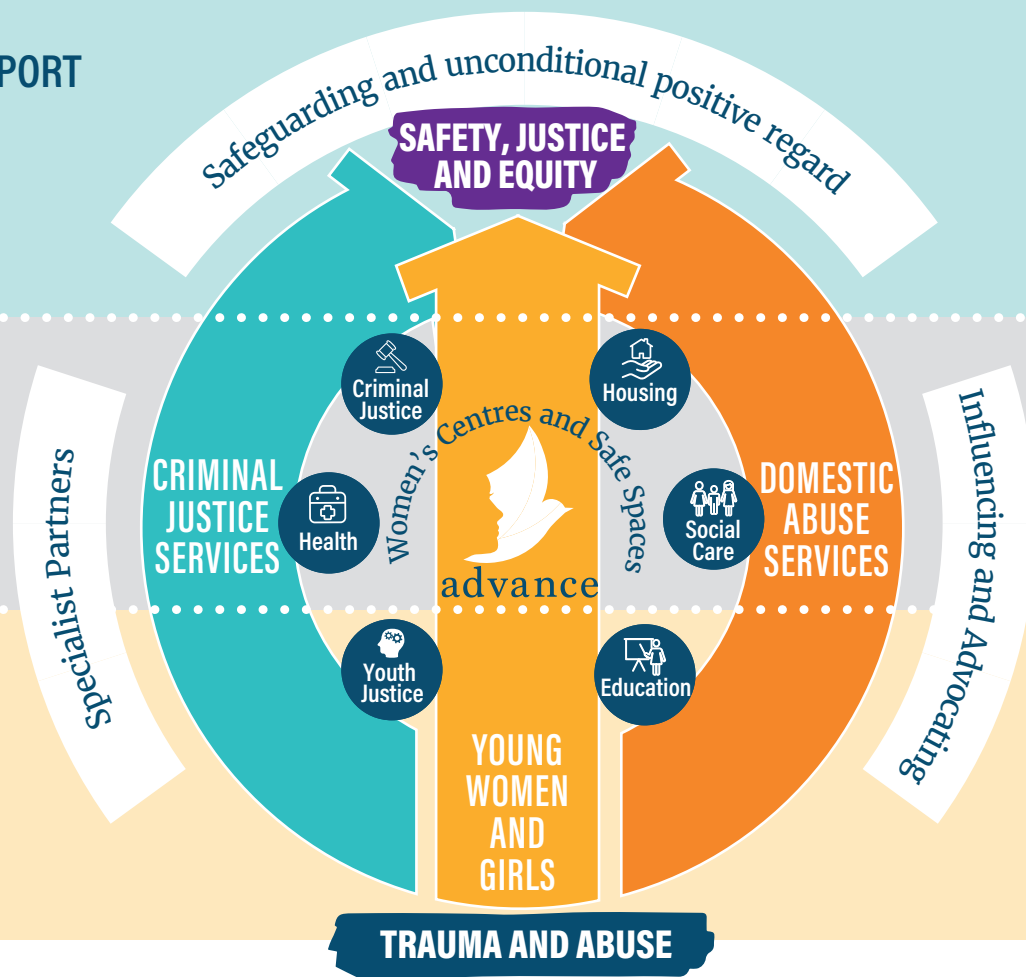 PORT
Safeguarding and unconditional positive regard
SAFETY, JUSTICE
AND EQUITY
Criminal
Justice
Housing
Women's Centres and Safe Spaces
CRIMINAL
JUSTICE
SERVICES
Health
Social
Care
DOMESTIC
ABUSE
SERVICES
Specialist Partners
Influencing and Advocating
advance
Youth
Justice
Education
YOUNG
WOMEN
AND
GIRLS
TRAUMA AND ABUSE